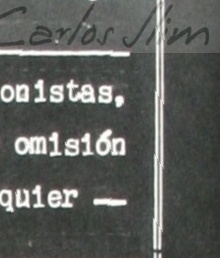 Carlos Slim
onistas,
omisión
quier —